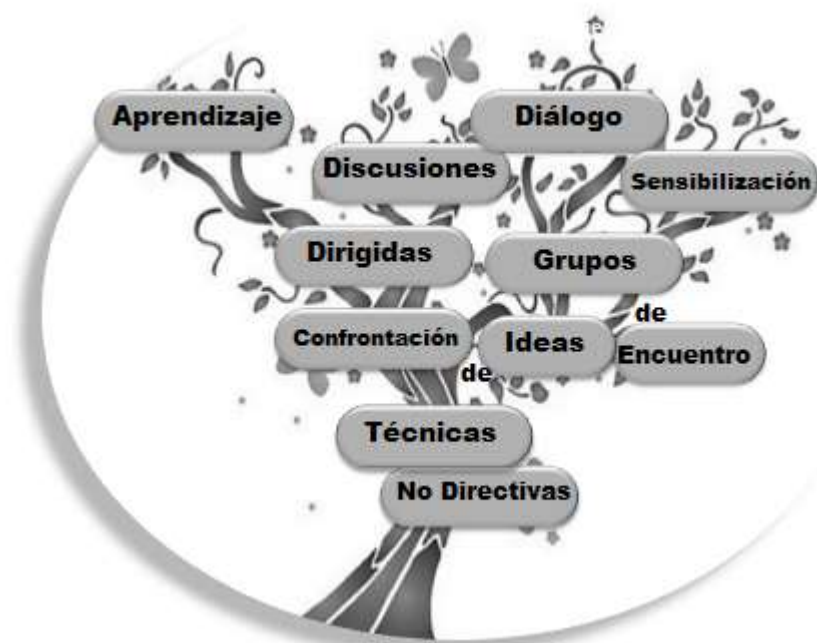 Aprendizaje
Diálogo
Discusiones
Sensibilización
Dirigidas
Grupos
de
Encuentro
Confrontación
de
Ideas
Técnicas
No Directivas